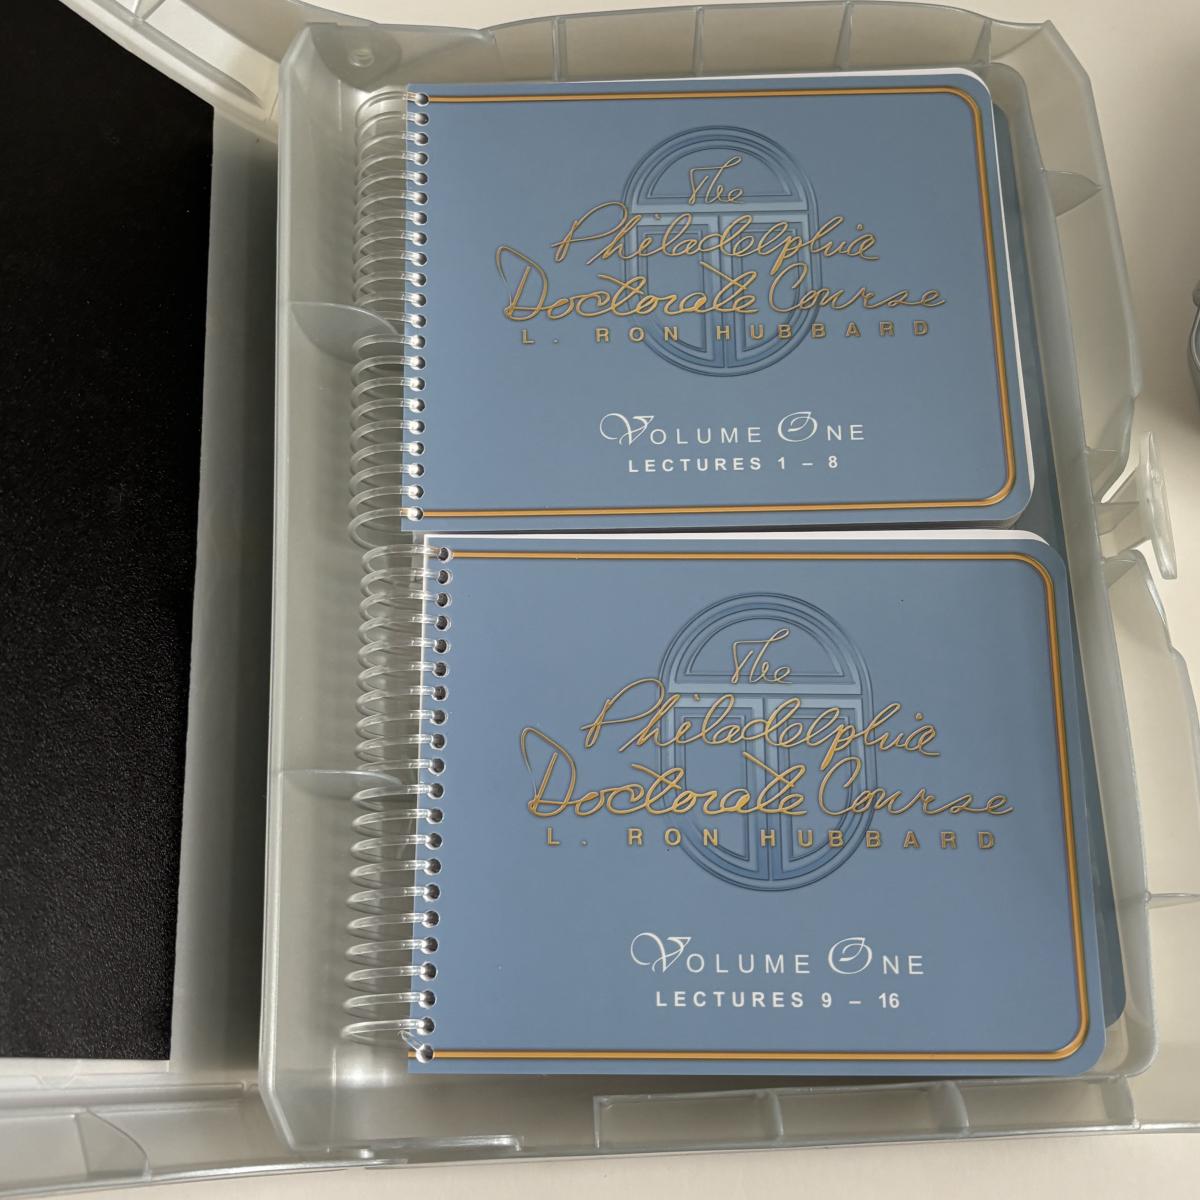 The
Philadelphia
Doctorate Course
L. RON HUBBARD
VOLUME ONE
LECTURES 1 – 8
The
Philadelphia
Doctorate Course
L. RON HUBBARD
VOLUME ONE
LECTURES 9 – 16